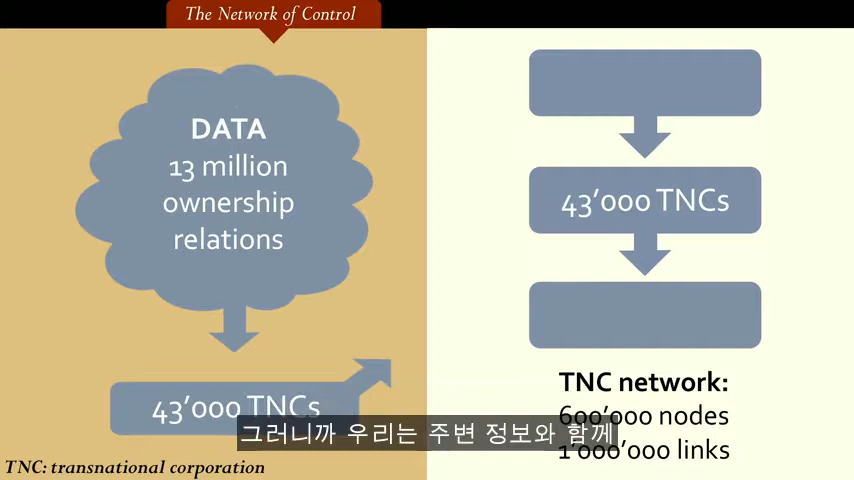 The Network of Control
DATA
13 million
ownership
relations
43’000 TNCs
TNC: transnational corporation
43’000 TNCs
TNC network:
600’000 nodes
1’000’000 links
그러니까 우리는 주변 정보와 함께